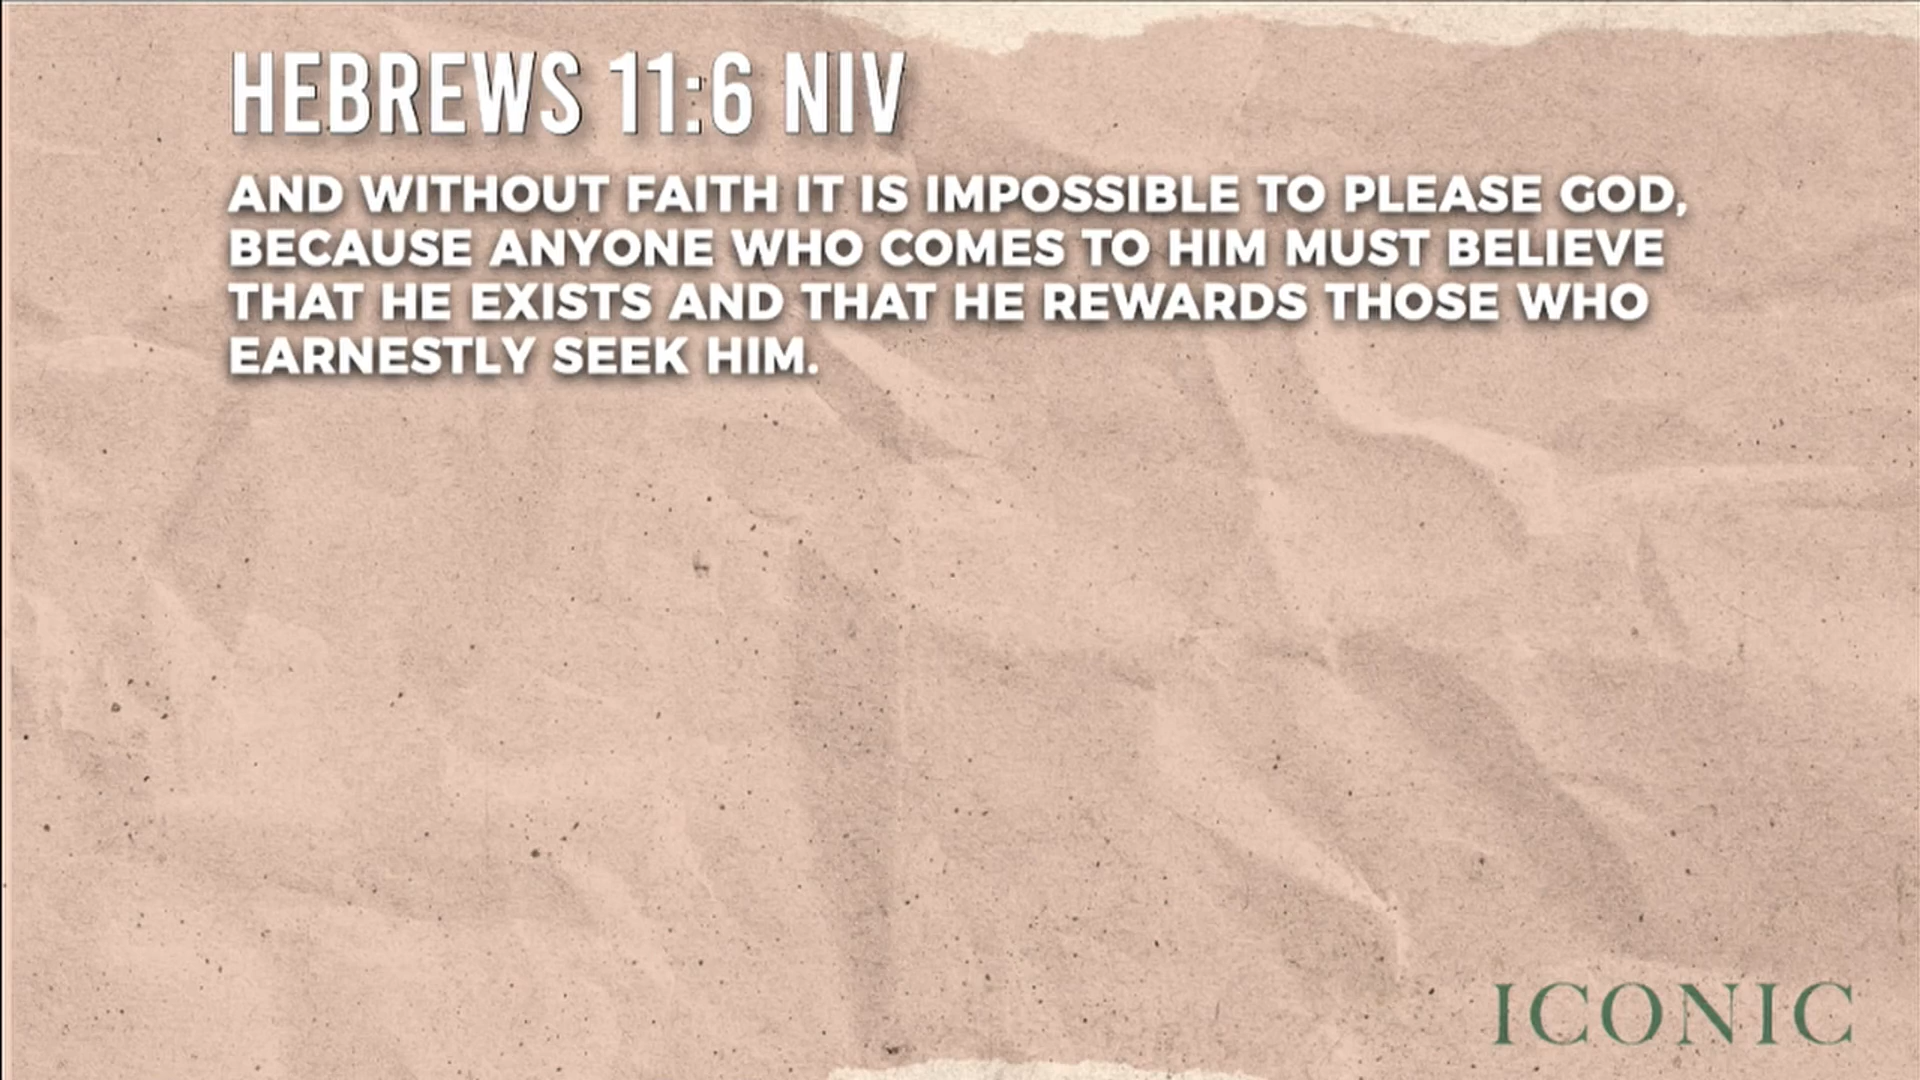 HEBREWS 11:6 NIV
AND WITHOUT FAITH IT IS IMPOSSIBLE TO PLEASE GOD,
BECAUSE ANYONE WHO COMES TO HIM MUST BELIEVE
THAT HE EXISTS AND THAT HE REWARDS THOSE WHO
EARNESTLY SEEK HIM.
ICONIC